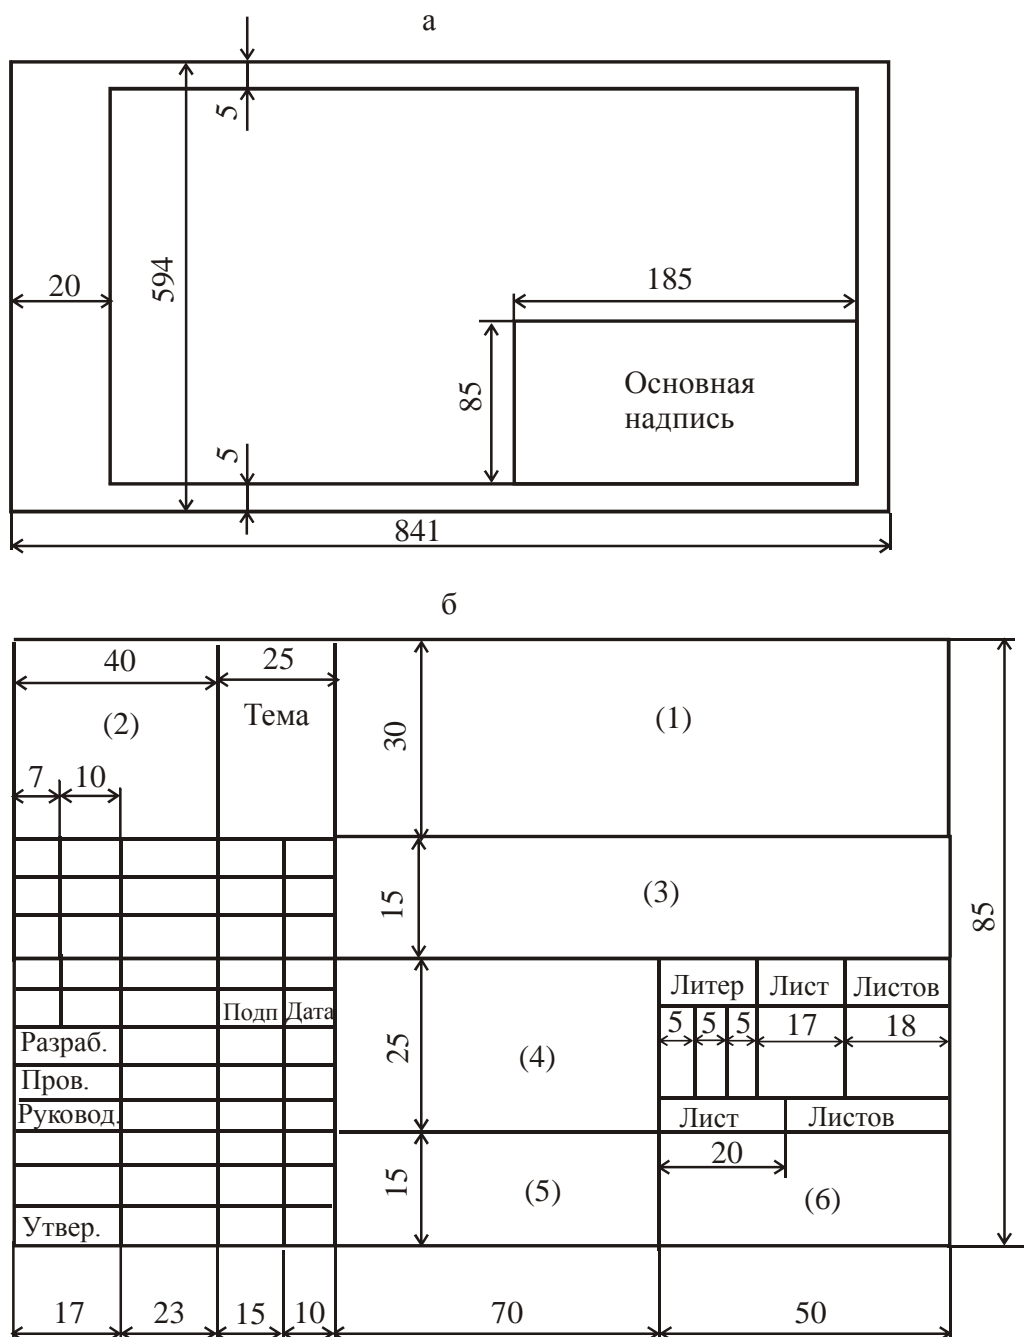 а
5
594
20
185
85
Основная
надпись
5
841
б
40
25
(2)
Тема
30
(1)
7
10
15
(3)
85
Литер
Лист
Листов
Подп
Дата
5
5
5
17
18
Разраб.
25
(4)
Пров.
Руковод.
Лист
Листов
20
15
(5)
(6)
Утвер.
17
23
15
10
70
50